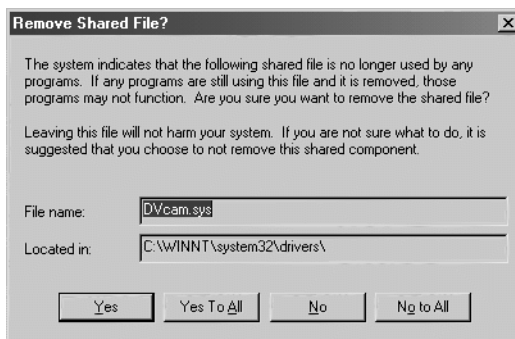 Remove Shared File?
The system indicates that the following shared file is no longer used by any
programs. If any programs are still using this file and it is removed, those
programs may not function. Are you sure you want to remove the shared file?
Leaving this file will not harm your system. If you are not sure what to do, it is
suggested that you choose to not remove this shared component.
File name:
DVcam.sys
Located in:
C:\WINNT\system32\drivers\
Yes
Yes To All
No
No to All